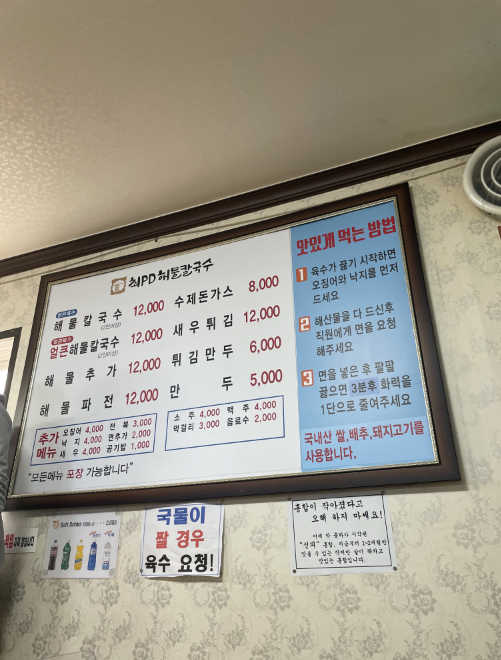 최PD해물칼국수
해물칼국수 12,000
(2인이상)
얼큰해물칼국수 12,000
(2인이상)
해물추가 12,000
해물파전 12,000
수제돈가스 8,000
새우튀김 12,000
튀김만두 6,000
만두 5,000
추가메뉴
오징어 4,000 전복 3,000
낙지 4,000 면추가 2,000
새우 4,000 공기밥 1,000
소주 4,000 맥주 4,000
막걸리 3,000 음료수 2,000
"모든메뉴 포장 가능합니다"
맛있게 먹는 방법
1 육수가 끓기 시작하면
오징어와 낙지를 먼저
드세요
2 해산물을 다 드신후
직원에게 면을 요청
해주세요
3 면을 넣은 후 팔팔
끓으면 3분후 화력을
1단으로 줄여주세요
국내산 쌀,배추,돼지고기를
사용합니다.
Soft Drinks 2,000
국물이
짤 경우
육수 요청!
홍합이 작아졌다고
오해 하지 마세요!